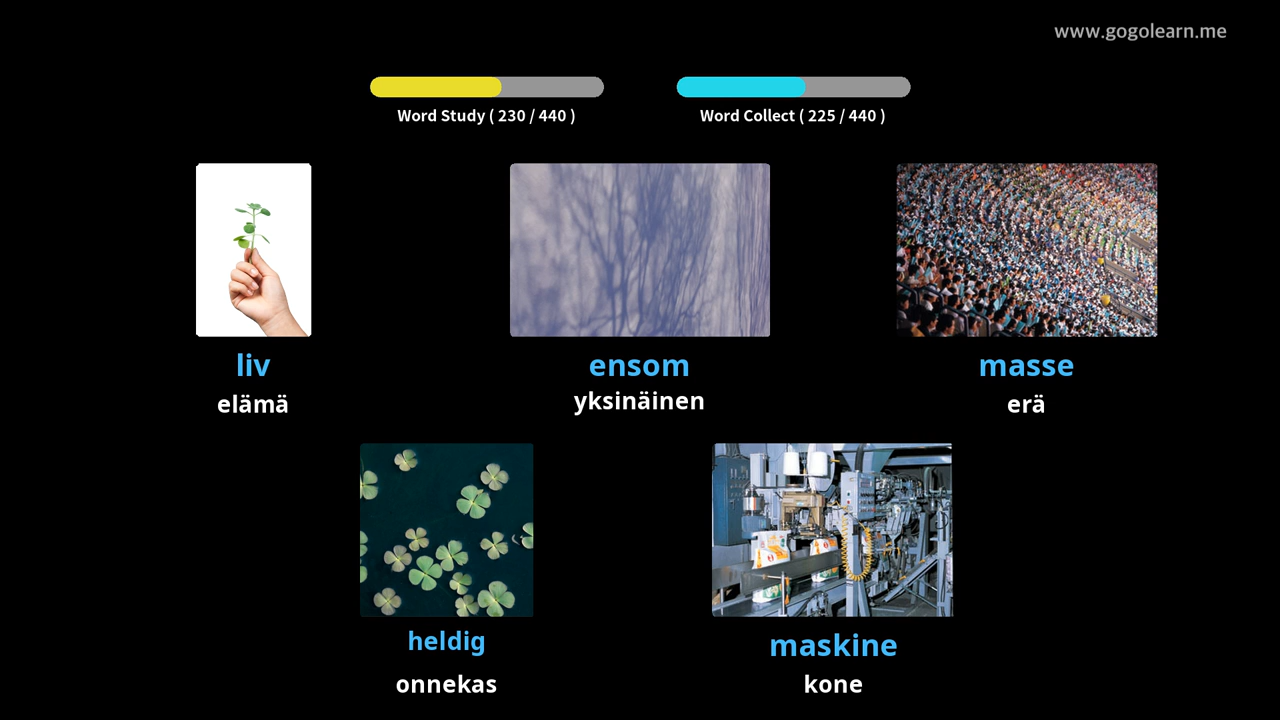 www.gogolearn.me
Word Study ( 230 / 440 )
Word Collect ( 225 / 440 )
liv
elämä
ensom
yksinäinen
masse
erä
heldig
onnekas
maskine
kone